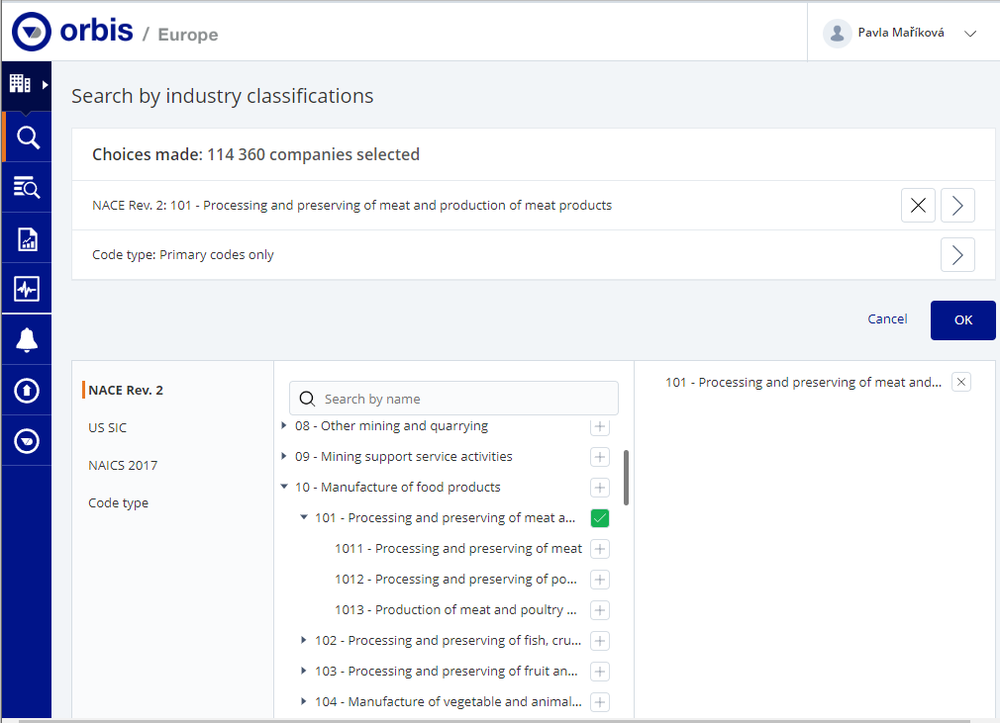 orbis / Europe
Pavla Maříková
Search by industry classifications
Choices made: 114 360 companies selected
NACE Rev. 2: 101 - Processing and preserving of meat and production of meat products
Code type: Primary codes only
Cancel
OK
NACE Rev. 2
US SIC
NAICS 2017
Code type
Search by name
08 - Other mining and quarrying
09 - Mining support service activities
10 - Manufacture of food products
101 - Processing and preserving of meat a...
1011 - Processing and preserving of meat
1012 - Processing and preserving of po...
1013 - Production of meat and poultry ...
102 - Processing and preserving of fish, cru...
103 - Processing and preserving of fruit an...
104 - Manufacture of vegetable and animal...
101 - Processing and preserving of meat and...